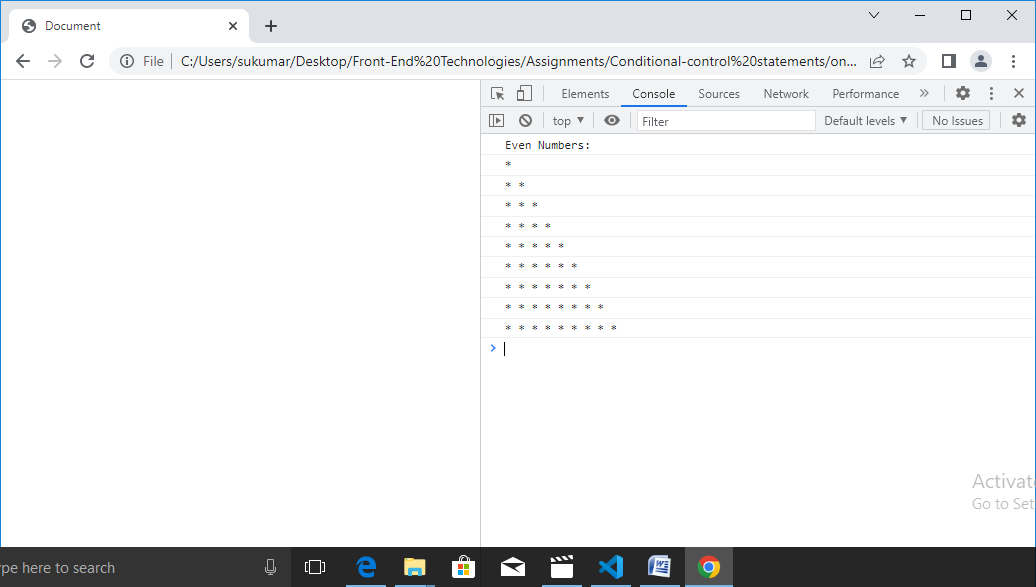 Document
File
C:/Users/sukumar/Desktop/Front-End%20Technologies/Assignments/Conditional-control%20statements/on...
Elements Console Sources Network Performance »
top ▼ Filter Default levels ▼ No Issues
Even Numbers:
*
* *
* * *
* * * *
* * * * *
* * * * * *
* * * * * * *
* * * * * * * *
* * * * * * * * *
>
Activat
Go to Set
ype here to search